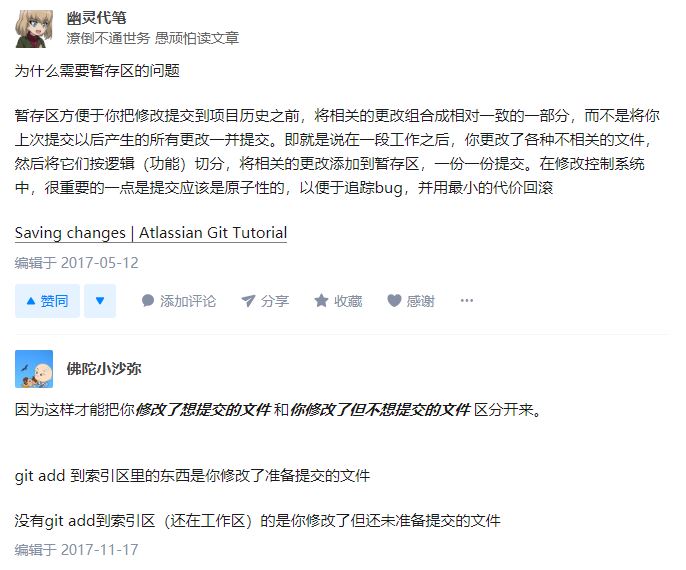 幽灵代笔
潦倒不通世务 愚顽怕读文章
为什么需要暂存区的问题
暂存区方便于你把修改提交到项目历史之前，将相关的更改组合成相对一致的一部分，而不是将你
上次提交以后产生的所有更改一并提交。即就是说在一段工作之后，你更改了各种不相关的文件，
然后将它们按逻辑（功能）切分，将相关的更改添加到暂存区，一份一份提交。在修改控制系统
中，很重要的一点是提交应该是原子性的，以便于追踪bug，并用最小的代价回滚
Saving changes | Atlassian Git Tutorial
编辑于 2017-05-12
赞同 添加评论 分享 收藏 感谢
佛陀小沙弥
因为这样才能把你修改了想提交的文件 和你修改了但不想提交的文件 区分开来。
git add 到索引区里的东西是你修改了准备提交的文件
没有git add到索引区（还在工作区）的是你修改了但还未准备提交的文件
编辑于 2017-11-17